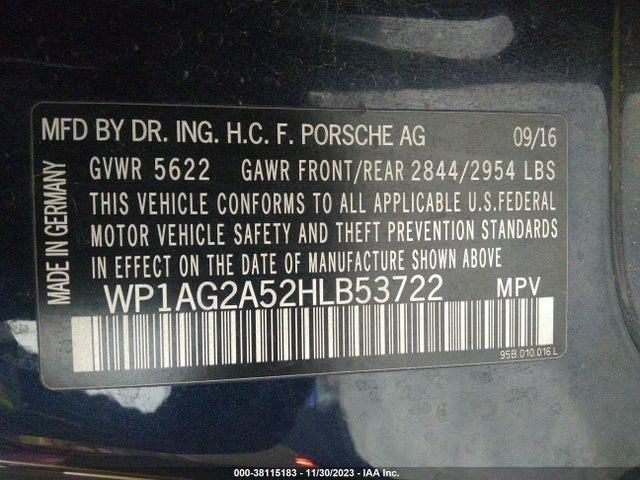 MFD BY DR. ING. H.C. F. PORSCHE AG 09/16
GVWR 5622 GAWR FRONT/REAR 2844/2954 LBS
THIS VEHICLE CONFORMS TO ALL APPLICABLE U.S.FEDERAL
MOTOR VEHICLE SAFETY AND THEFT PREVENTION STANDARDS
IN EFFECT ON THE DATE OF MANUFACTURE SHOWN ABOVE
WP1AG2A52HLB53722 MPV
95B.010.016.L
MADE IN GERMANY
000-38115183 - 11/30/2023 - IAA Inc.